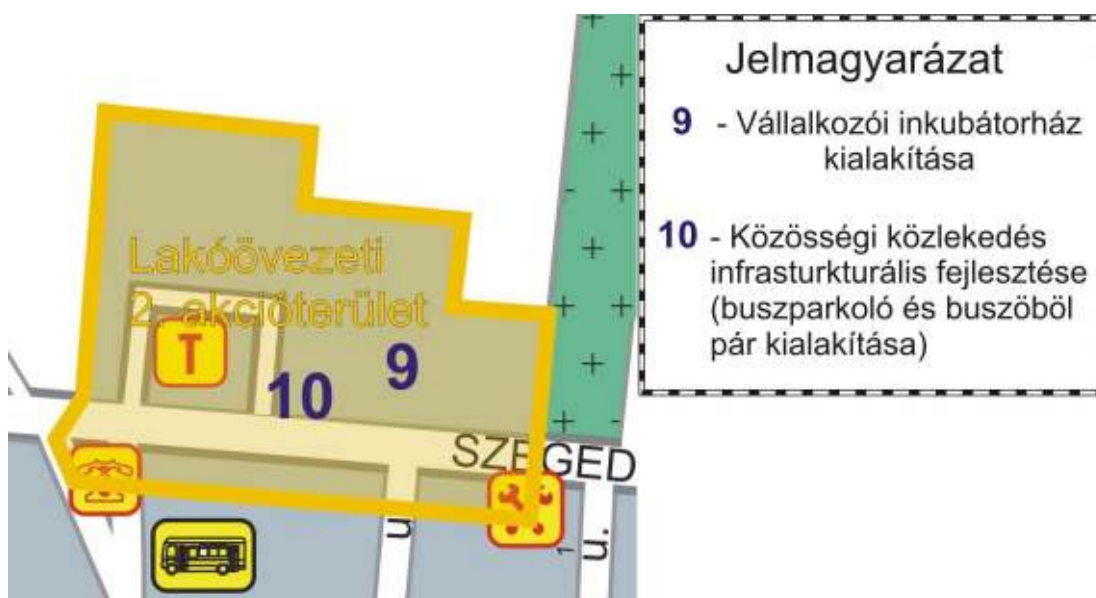 Jelmagyarázat
9 - Vállalkozói inkubátorház
kialakítása
10 - Közösségi közlekedés
infrasturkturális fejlesztése
(buszparkoló és buszöböl
pár kialakítása)
Lakóövezeti
2. akcióterület
T
9
10
SZEGED
u
1
u.